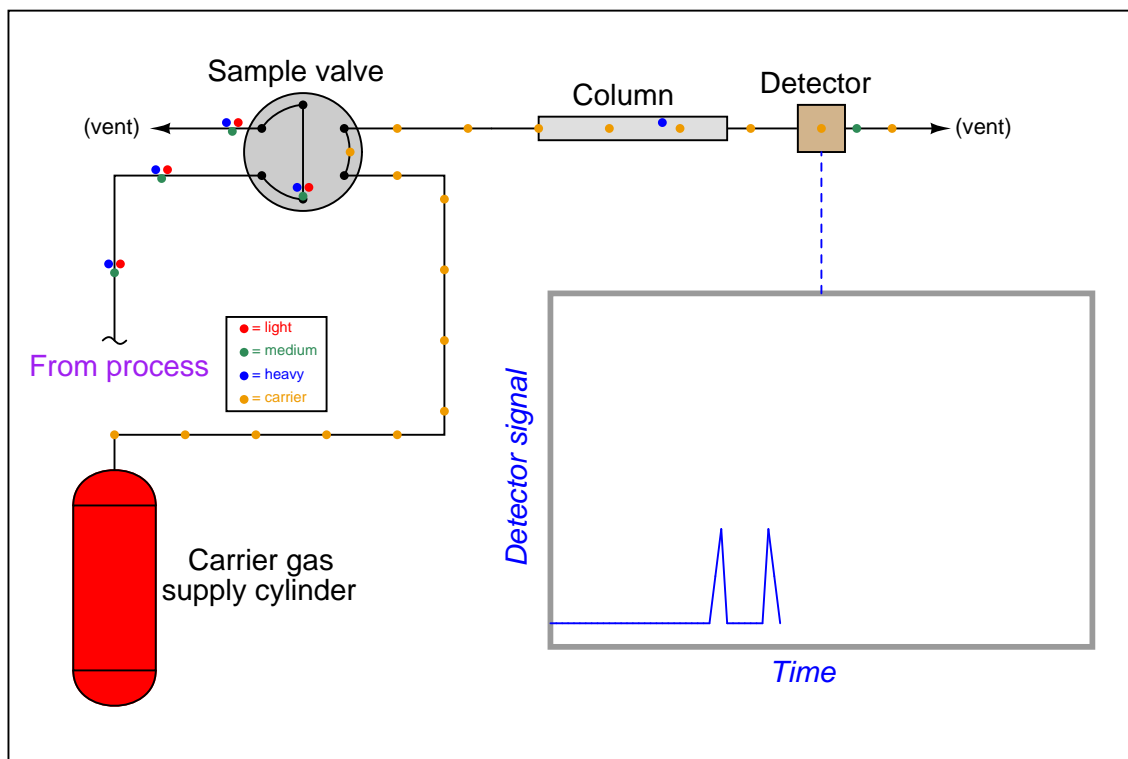 Sample valve
Column
Detector
(vent)
(vent)
= light
= medium
= heavy
= carrier
From process
Detector signal
Carrier gas
supply cylinder
Time